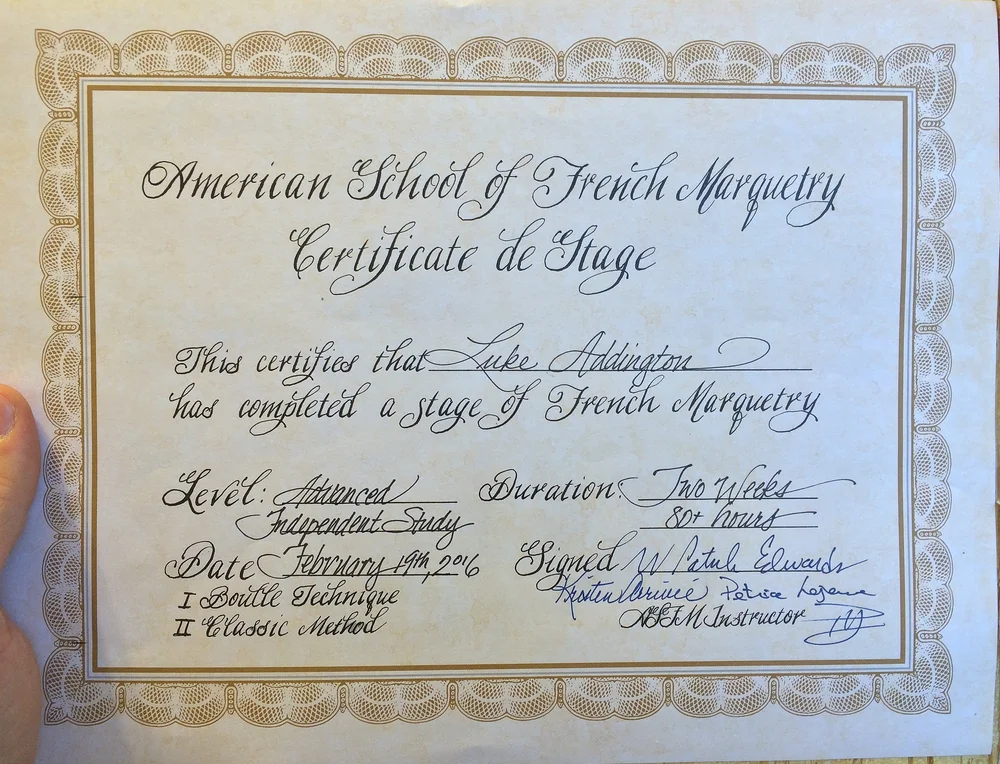 American School of French Marquetry
Certificate de Stage
This certifies that Luke Addington
has completed a stage of French Marquetry
Level: Advanced
Independent Study
Duration: Two Weeks
80+ hours
Date February 19th, 2016
I Boulle Technique
II Classic Method
Signed W Patrick Edwards
Kristen Patrice Lejeune
ASFM Instructor